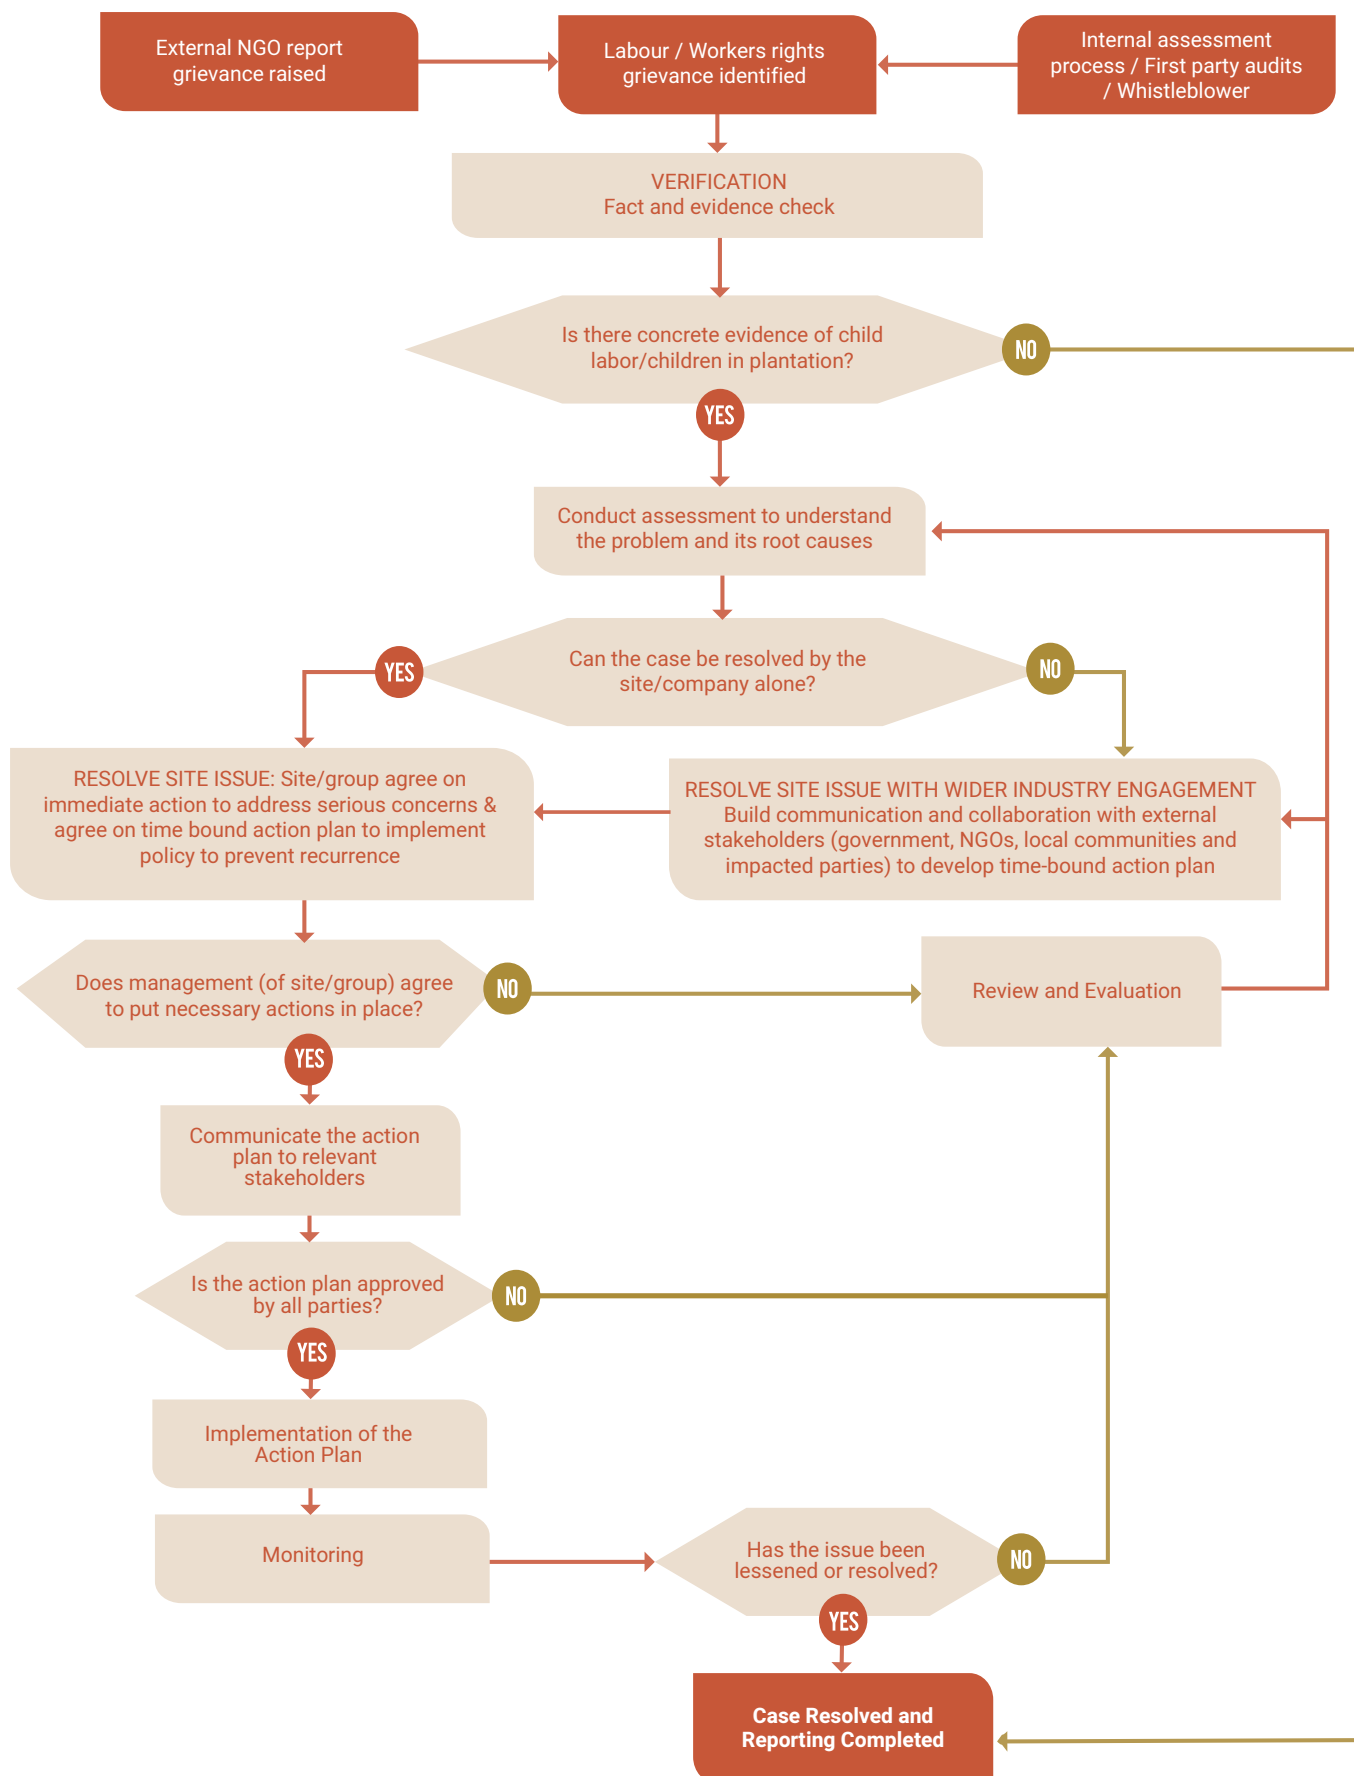 External NGO report
grievance raised
Labour / Workers rights
grievance identified
Internal assessment
process / First party audits
/ Whistleblower
VERIFICATION
Fact and evidence check
Is there concrete evidence of child
labor/children in plantation?
NO
YES
Conduct assessment to understand
the problem and its root causes
Can the case be resolved by the
site/company alone?
YES
NO
RESOLVE SITE ISSUE: Site/group agree on
immediate action to address serious concerns &
agree on time bound action plan to implement
policy to prevent recurrence
RESOLVE SITE ISSUE WITH WIDER INDUSTRY ENGAGEMENT
Build communication and collaboration with external
stakeholders (government, NGOs, local communities and
impacted parties) to develop time-bound action plan
Does management (of site/group) agree
to put necessary actions in place?
NO
Review and Evaluation
YES
Communicate the action
plan to relevant
stakeholders
Is the action plan approved
by all parties?
NO
YES
Implementation of the
Action Plan
Monitoring
Has the issue been
lessened or resolved?
NO
YES
Case Resolved and
Reporting Completed